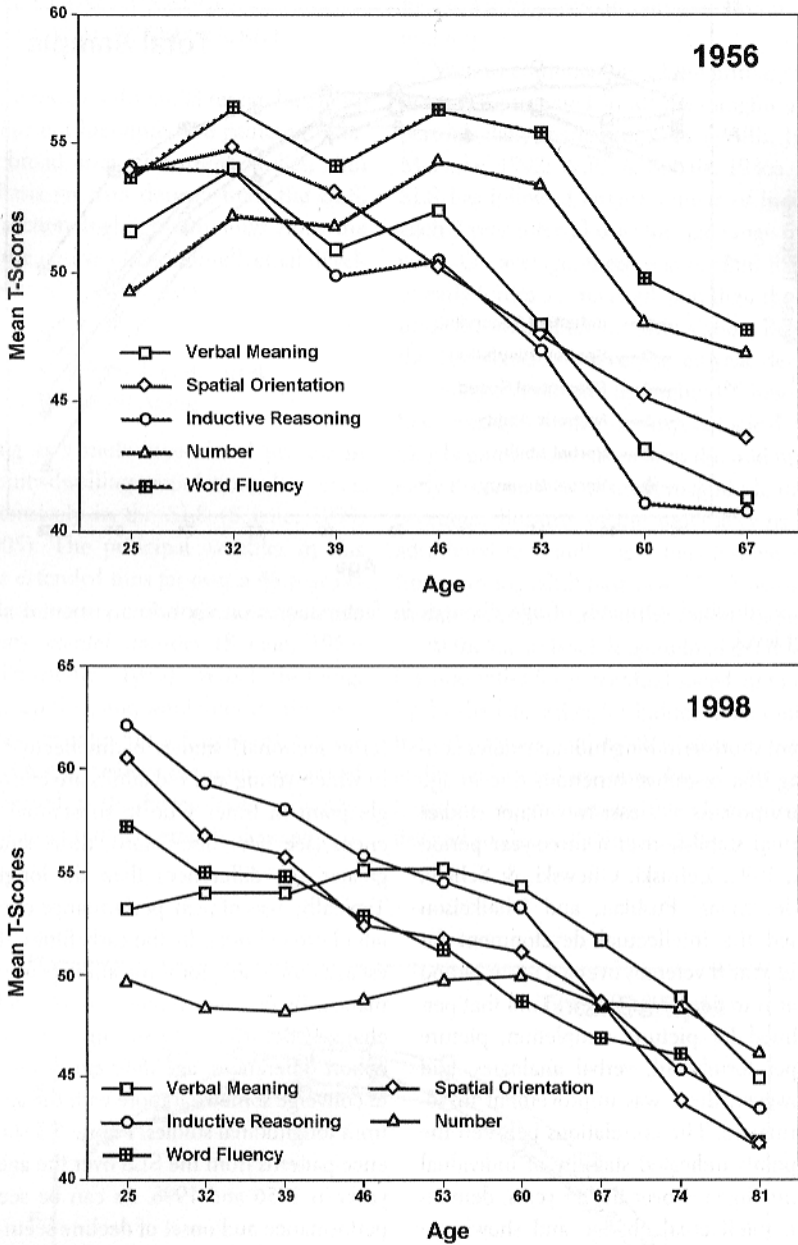 60
1956
55
50
45
40
Mean T-Scores
Verbal Meaning
Spatial Orientation
Inductive Reasoning
Number
Word Fluency
25 32 39 46 53 60 67
Age
65
1998
60
55
50
45
40
Mean T-Scores
Verbal Meaning Spatial Orientation
Inductive Reasoning Number
Word Fluency
25 32 39 46 53 60 67 74 81
Age